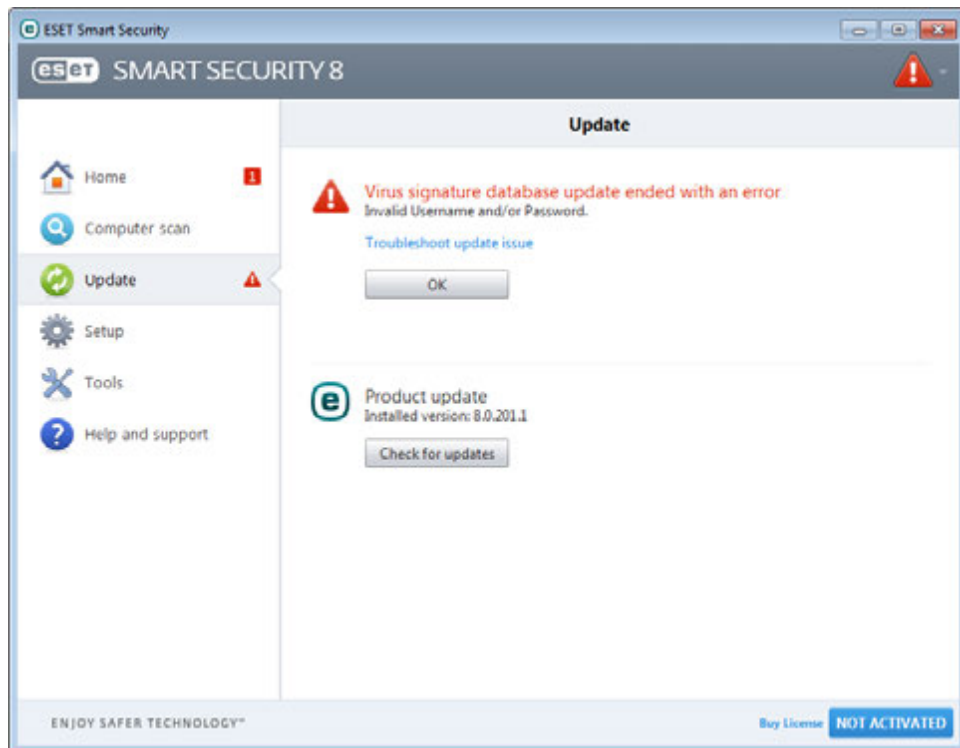 ESET Smart Security
eset SMART SECURITY 8
Update
Home 1
Computer scan
Update
Setup
Tools
Help and support
Virus signature database update ended with an error
Invalid Username and/or Password.
Troubleshoot update issue
OK
Product update
Installed version: 8.0.201.1
Check for updates
ENJOY SAFER TECHNOLOGY™
Buy License NOT ACTIVATED